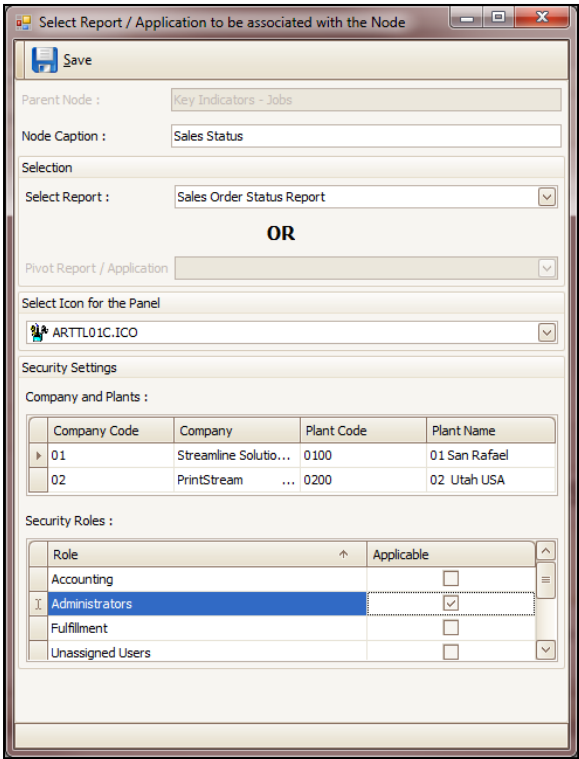 Select Report / Application to be associated with the Node
Save
Parent Node : Key Indicators - Jobs
Node Caption : Sales Status
Selection
Select Report : Sales Order Status Report
OR
Pivot Report / Application
Select Icon for the Panel
ARTTL01C.ICO
Security Settings
Company and Plants :
Company Code Company Plant Code Plant Name
01 Streamline Solutio... 0100 01 San Rafael
02 PrintStream ... 0200 02 Utah USA
Security Roles :
Role Applicable
Accounting
Administrators
Fulfillment
Unassigned Users